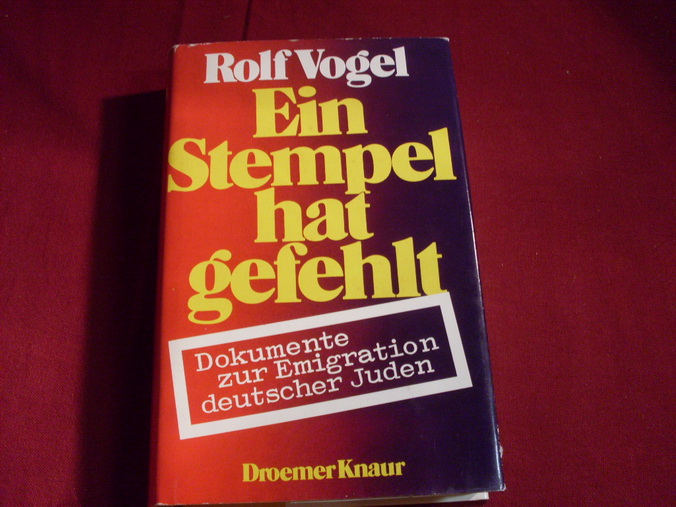 Rolf Vogel
Ein
Stempel
hat
gefehlt
Dokumente
zur Emigration
deutscher Juden
Droemer Knaur